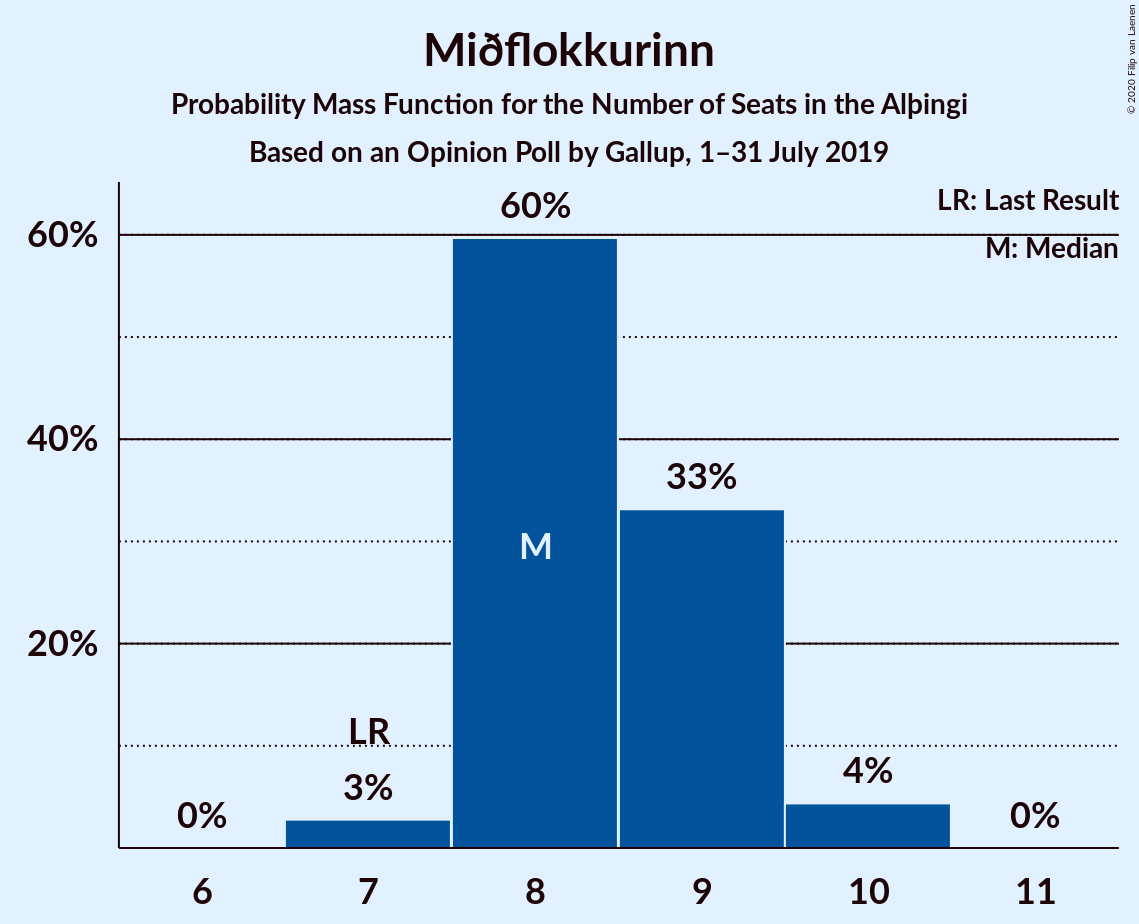 Miðflokkurinn
Probability Mass Function for the Number of Seats in the Alþingi
Based on an Opinion Poll by Gallup, 1–31 July 2019
© 2020 Filip van Laenen
LR: Last Result
M: Median
60%
40%
20%
0%
LR
3%
60%
M
33%
4%
0%
6 7 8 9 10 11